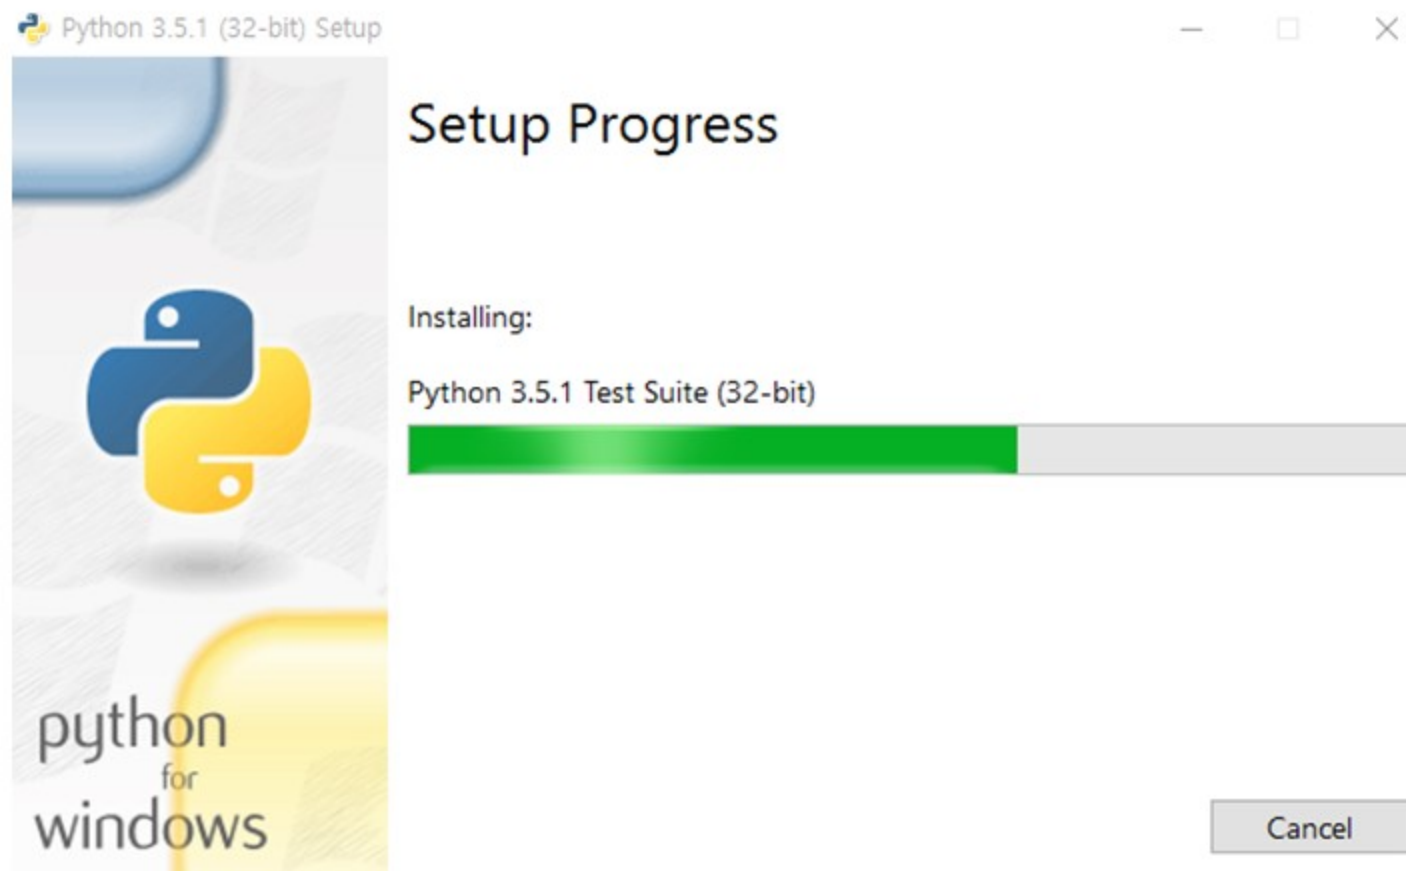 Python 3.5.1 (32-bit) Setup
Setup Progress
Installing:
Python 3.5.1 Test Suite (32-bit)
python
for
windows
Cancel